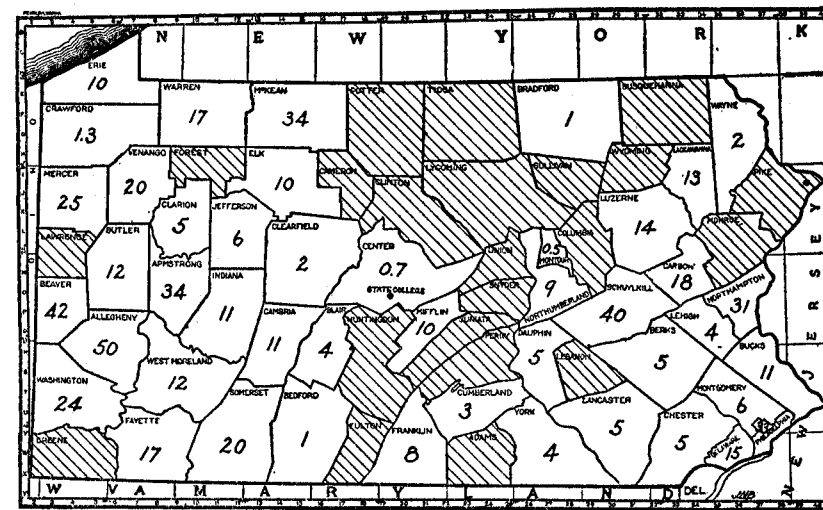 PENNSYLVANIA
N E W Y O R K
ERIE 10
CRAWFORD 1.3
WARREN 17
McKEAN 34
POTTER
TIOGA
BRADFORD 1
SUSQUEHANNA
WAYNE 2
MERCER 25
VENANGO 20
FOREST
ELK 10
CAMERON
CLINTON
LYCOMING
SULLIVAN
WYOMING
LACKAWANNA 13
PIKE
CLARION 5
JEFFERSON 6
CLEARFIELD 2
CENTER 0.7
STATE COLLEGE
UNION
MONTOUR 0.5
COLUMBIA
LUZERNE 14
MONROE
LAWRENCE
BUTLER 12
ARMSTRONG 34
INDIANA 11
SNYDER
NORTHUMBERLAND 9
SCHUYLKILL 40
CARBON 18
NORTHAMPTON 31
BEAVER 42
ALLEGHENY 50
CAMBRIA 11
BLAIR 4
HUNTINGDON
MIFFLIN 10
JUNIATA
PERRY
DAUPHIN 5
LEBANON
BERKS 5
LEHIGH 4
BUCKS 11
WASHINGTON 24
WEST MORELAND 12
SOMERSET 20
BEDFORD 1
CUMBERLAND 3
YORK 4
LANCASTER 5
CHESTER 5
MONTGOMERY 6
PHILADELPHIA
DELAWARE 15
GREENE
FAYETTE 17
FULTON
FRANKLIN 8
ADAMS
W VA M A R Y L A N D DEL
N E W J E R S E Y